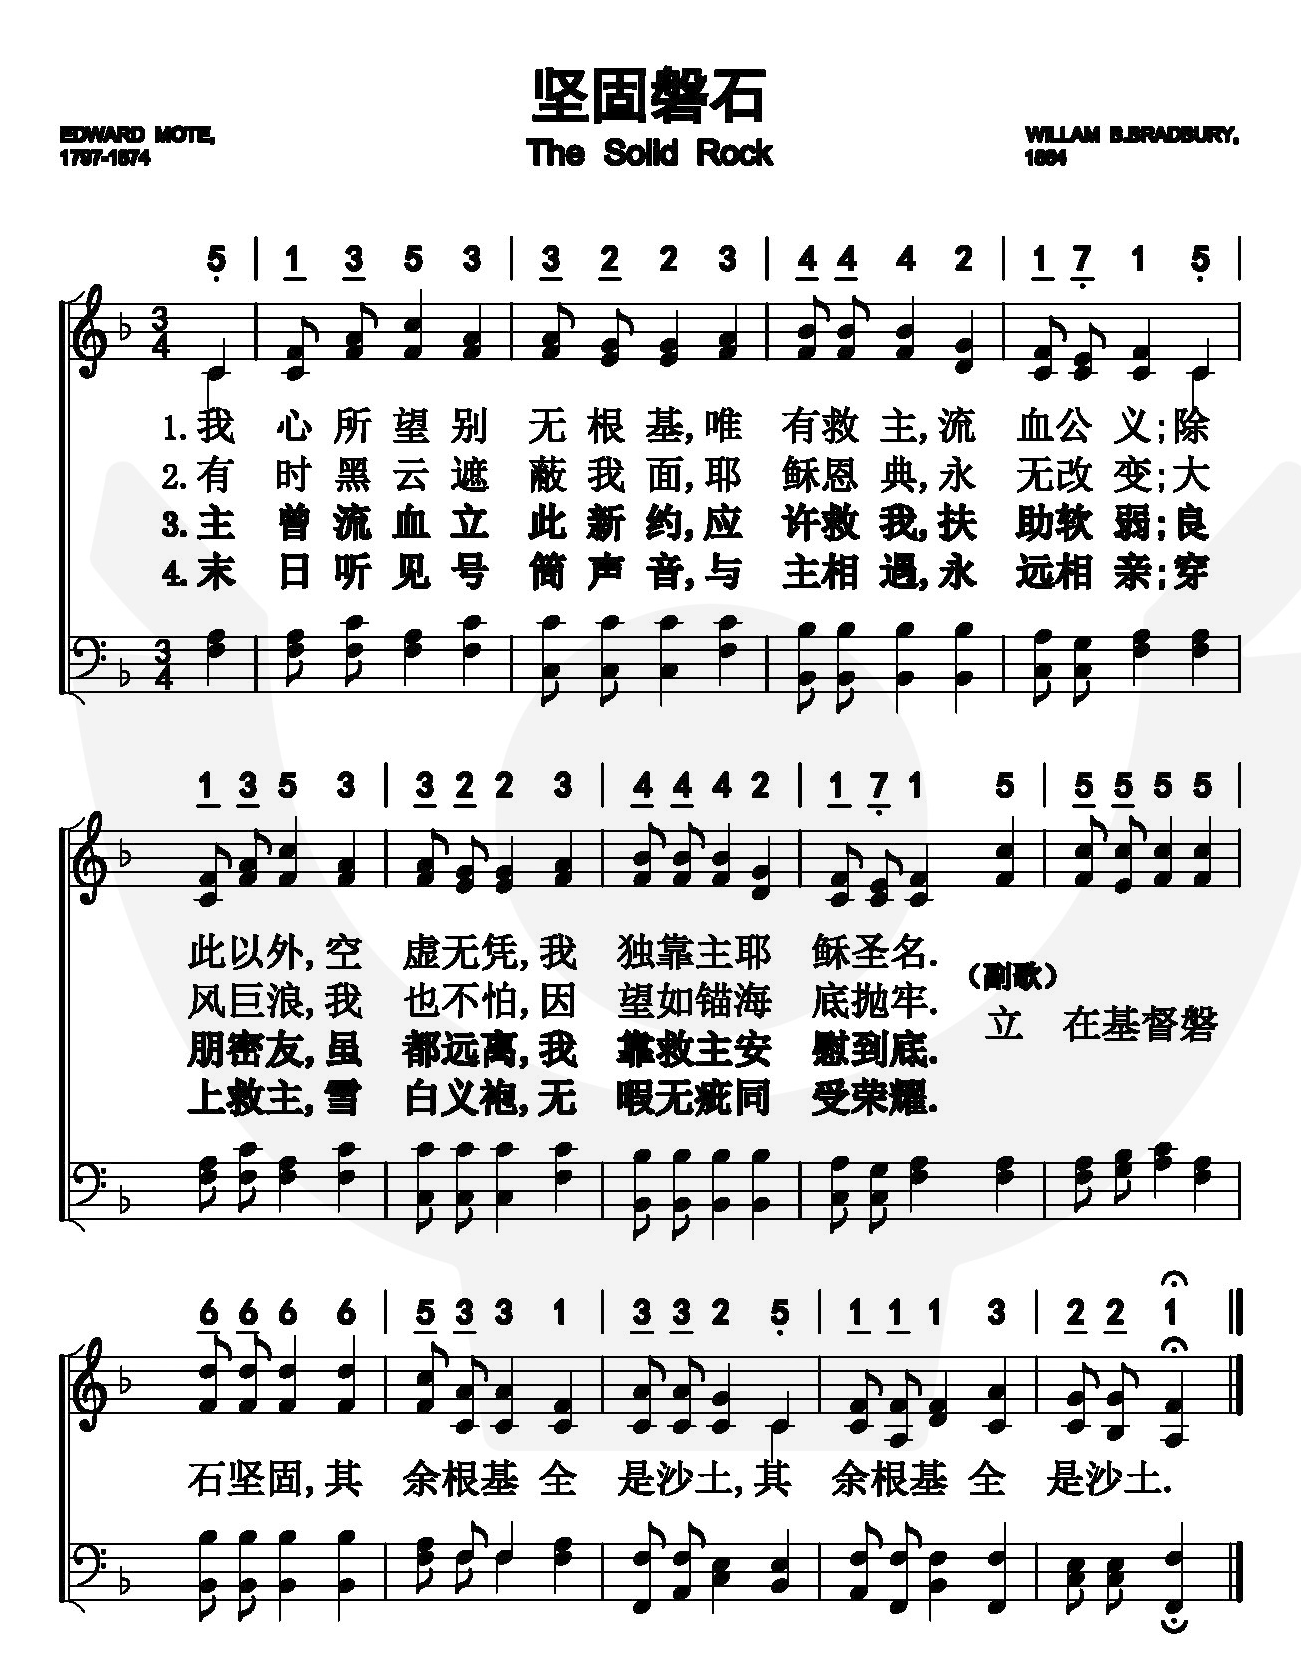 坚固磐石
EDWARD MOTE,
The Solid Rock
WILLAM B.BRADBURY,
1797-1874
1864
5 | 1 3 5 3 | 3 2 2 3 | 4 4 4 2 | 1 7 1 5 |
3
4
1.我 心 所 望 别 无 根 基,唯 有救 主,流 血公 义;除
2.有 时 黑 云 遮 蔽 我 面,耶 稣恩 典,永 无改 变;大
3.主 曾 流 血 立 此 新 约,应 许救 我,扶 助软 弱;良
4.末 日 听 见 号 筒 声 音,与 主相 遇,永 远相 亲;穿
3
4
1 3 5 3 | 3 2 2 3 | 4 4 4 2 | 1 7 1 5 | 5 5 5 5 |
此以外,空 虚无凭,我 独靠主耶 稣圣名.
风巨浪,我 也不怕,因 望如锚海 底抛牢.
(副歌)
立 在基督磐
朋密友,虽 都远离,我 靠救主安 慰到底.
上救主,雪 白义袍,无 暇无疵同 受荣耀.
6 6 6 6 | 5 3 3 1 | 3 3 2 5 | 1 1 1 3 | 2 2 1
石坚固,其 余根基 全 是沙土,其 余根基 全 是沙土.